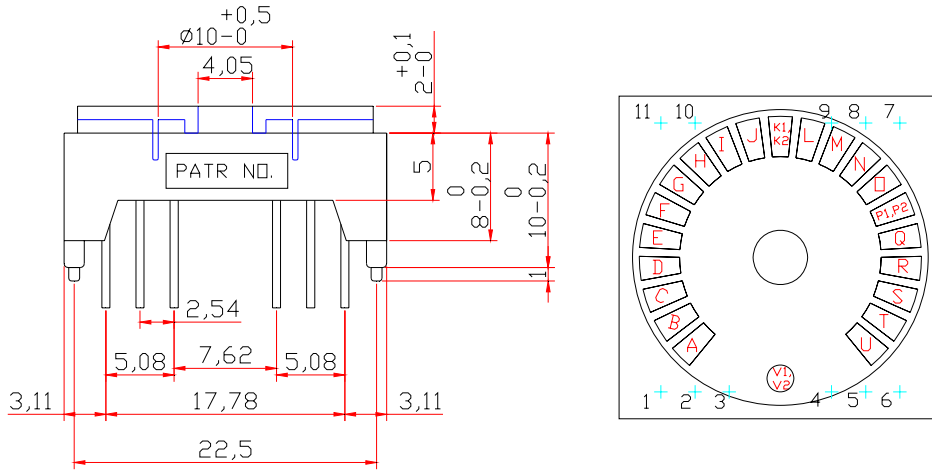 +0,5
ø10-0
4,05
+0,1
2-0
PATR NO.
5
0
8-0,2
0
10-0,2
1
2,54
5,08
7,62
5,08
3,11
17,78
3,11
22,5
11 10 9 8 7
A
B
C
D
E
F
G
H
I
J
K1,
K2
L
M
N
O
P1,P2
Q
R
S
T
U
V1,
V2
1 2 3 4 5 6